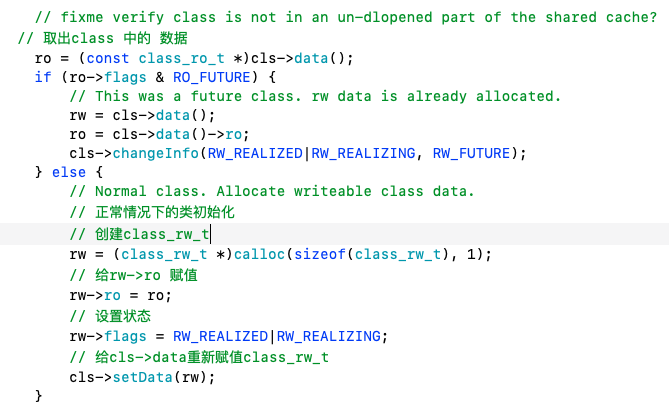 // fixme verify class is not in an un-dlopened part of the shared cache?
// 取出class 中的 数据
ro = (const class_ro_t *)cls->data();
if (ro->flags & RO_FUTURE) {
// This was a future class. rw data is already allocated.
rw = cls->data();
ro = cls->data()->ro;
cls->changeInfo(RW_REALIZED|RW_REALIZING, RW_FUTURE);
} else {
// Normal class. Allocate writeable class data.
// 正常情况下的类初始化
// 创建class_rw_t
rw = (class_rw_t *)calloc(sizeof(class_rw_t), 1);
// 给rw->ro 赋值
rw->ro = ro;
// 设置状态
rw->flags = RW_REALIZED|RW_REALIZING;
// 给cls->data重新赋值class_rw_t
cls->setData(rw);
}